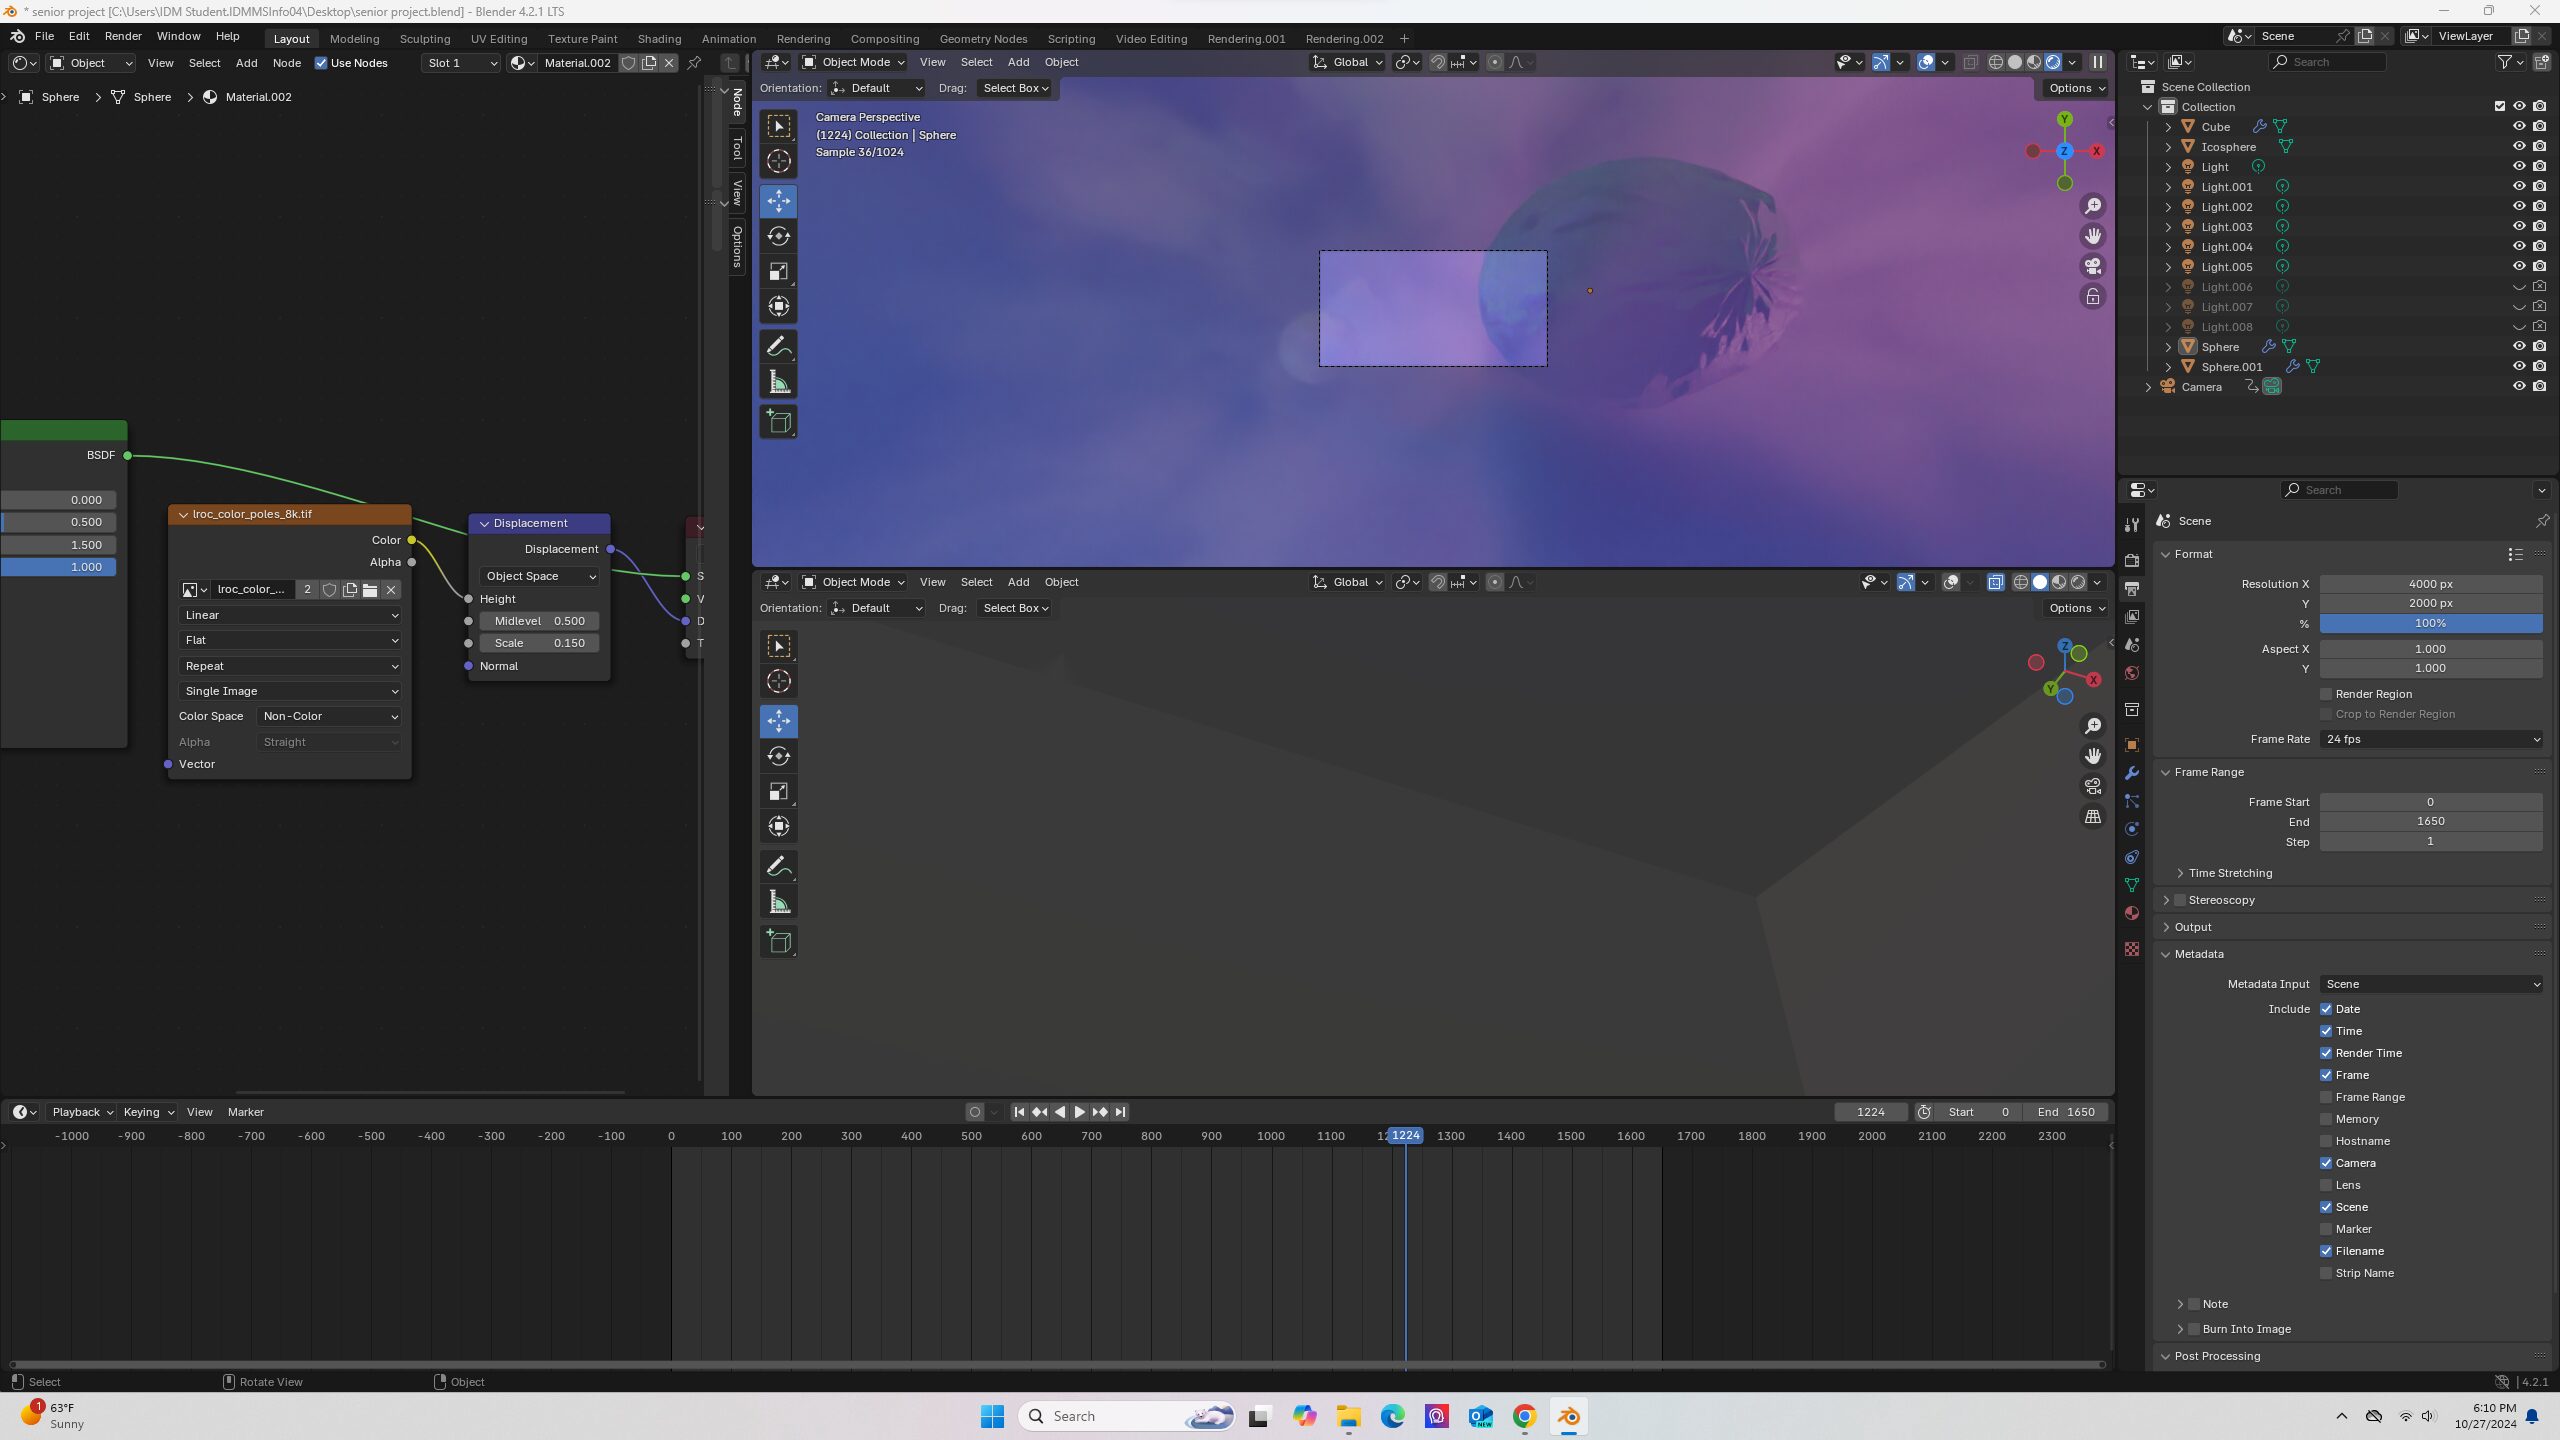 * senior project [C:\Users\IDM Student.IDMMSInfo04\Desktop\senior project.blend] - Blender 4.2.1 LTS
File Edit Render Window Help Layout Modeling Sculpting UV Editing Texture Paint Shading Animation Rendering Compositing Geometry Nodes Scripting Video Editing Rendering.001 Rendering.002 + Scene ViewLayer
Object View Select Add Node Use Nodes Slot 1 Material.002
Sphere > Sphere > Material.002
Node
Tool
View
Options
BSDF
0.000
0.500
1.500
1.000
lroc_color_poles_8k.tif
Color
Alpha
lroc_color_... 2
Linear
Flat
Repeat
Single Image
Color Space Non-Color
Alpha Straight
Vector
Displacement
Displacement
Object Space
Height
Midlevel 0.500
Scale 0.150
Normal
S
V
D
T
Object Mode View Select Add Object Global
Orientation: Default Drag: Select Box Options
Camera Perspective
(1224) Collection | Sphere
Sample 36/1024
Y
Z X
Object Mode View Select Add Object Global
Orientation: Default Drag: Select Box Options
Z
X
Y
Search
Scene Collection
Collection
Cube
Icosphere
Light
Light.001
Light.002
Light.003
Light.004
Light.005
Light.006
Light.007
Light.008
Sphere
Sphere.001
Camera
Search
Scene
Format
Resolution X 4000 px
Y 2000 px
% 100%
Aspect X 1.000
Y 1.000
Render Region
Crop to Render Region
Frame Rate 24 fps
Frame Range
Frame Start 0
End 1650
Step 1
Time Stretching
Stereoscopy
Output
Metadata
Metadata Input Scene
Include Date
Time
Render Time
Frame
Frame Range
Memory
Hostname
Camera
Lens
Scene
Marker
Filename
Strip Name
Note
Burn Into Image
Post Processing
Playback Keying View Marker 1224 Start 0 End 1650
-1000 -900 -800 -700 -600 -500 -400 -300 -200 -100 0 100 200 300 400 500 600 700 800 900 1000 1100 1224 1300 1400 1500 1600 1700 1800 1900 2000 2100 2200 2300
Select Rotate View Object 4.2.1
1
63°F
Sunny
Search
NEW
6:10 PM
10/27/2024